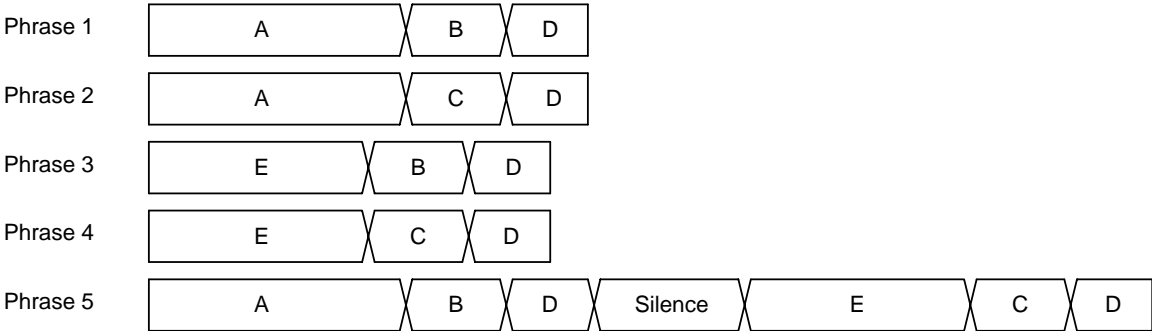 Phrase 1 A B D
Phrase 2 A C D
Phrase 3 E B D
Phrase 4 E C D
Phrase 5 A B D Silence E C D